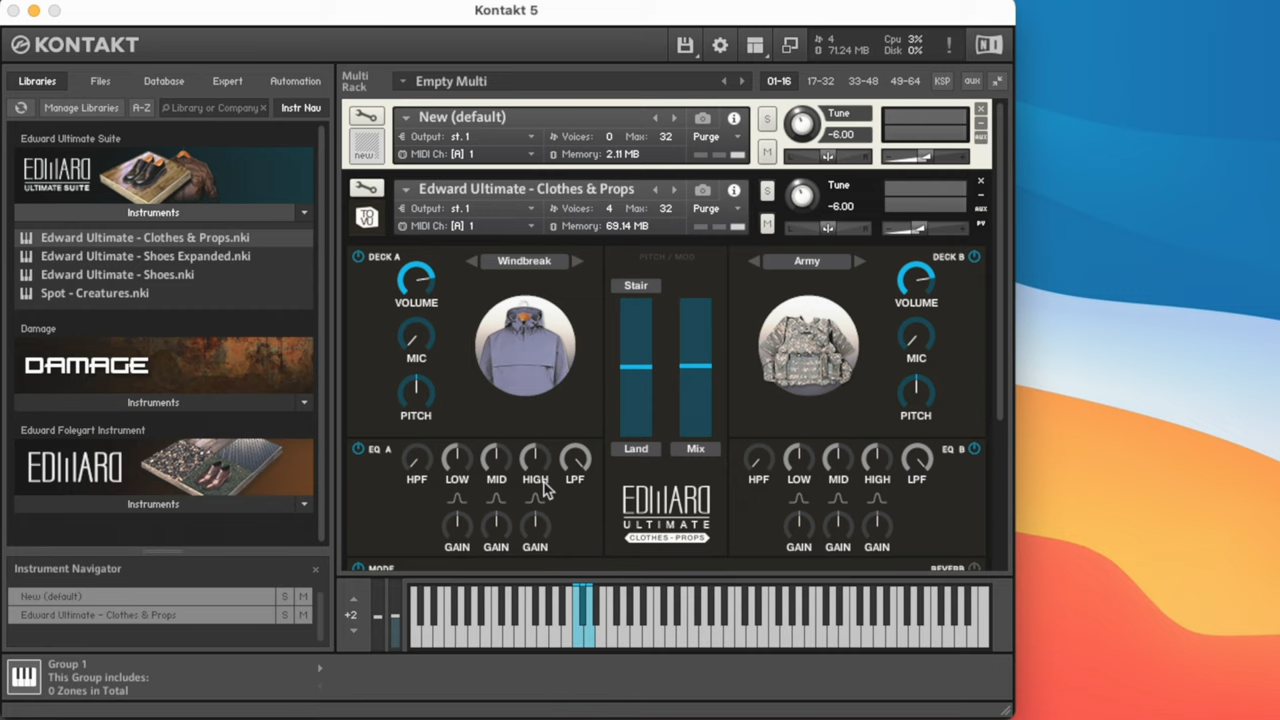 Kontakt 5
KONTAKT
4
71.24 MB
Cpu 3%
Disk 0%
!
Libraries
Files
Database
Expert
Automation
Multi
Rack
Empty Multi
01-16
17-32
33-48
49-64
KSP
aux
Manage Libraries
A-Z
Library or Company
Instr Nav
Edward Ultimate Suite
EDWARD
ULTIMATE SUITE
Instruments
Edward Ultimate - Clothes & Props.nki
Edward Ultimate - Shoes Expanded.nki
Edward Ultimate - Shoes.nki
Spot - Creatures.nki
Damage
DAMAGE
Instruments
Edward Foleyart Instrument
EDWARD
Instruments
New (default)
Output: st.1
Voices: 0 Max: 32
Purge
MIDI Ch: [A] 1
Memory: 2.11 MB
new
S
M
Tune
-6.00
L
R
AUX
Edward Ultimate - Clothes & Props
Output: st.1
Voices: 4 Max: 32
Purge
MIDI Ch: [A] 1
Memory: 69.14 MB
TOVU
S
M
Tune
-6.00
L
R
AUX
PV
DECK A
Windbreak
PITCH / MOD
Army
DECK B
VOLUME
MIC
PITCH
Stair
Land
Mix
VOLUME
MIC
PITCH
EQ A
HPF
LOW
MID
HIGH
LPF
GAIN
GAIN
GAIN
EDWARD
ULTIMATE
CLOTHES - PROPS
EQ B
HPF
LOW
MID
HIGH
LPF
GAIN
GAIN
GAIN
MODE
REVERB
Instrument Navigator
New (default)
S
M
Edward Ultimate - Clothes & Props
S
M
+2
Group 1
This Group includes:
0 Zones in Total